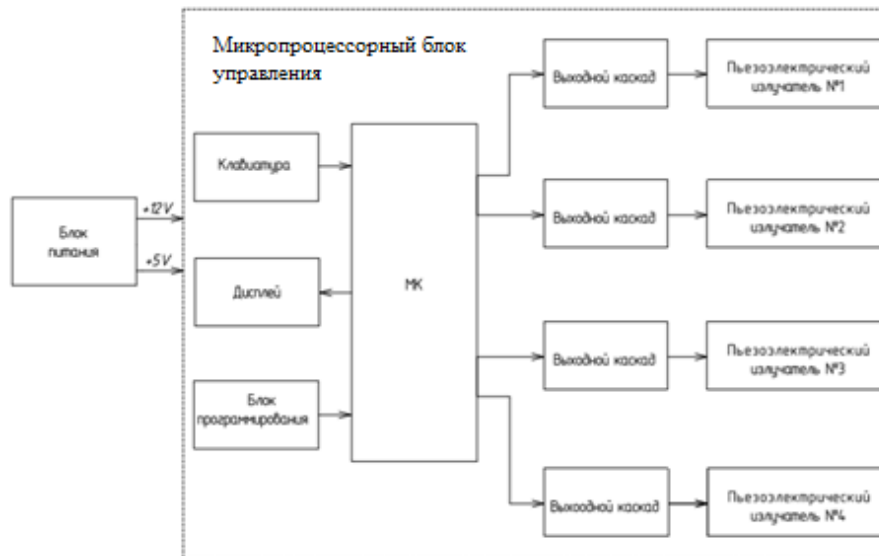 Микропроцессорный блок
управления
Блок
питания
+12V
+5V
Клавиатура
Дисплей
Блок
программирования
МК
Выходной каскад
Пьезоэлектрический
излучатель №1
Выходной каскад
Пьезоэлектрический
излучатель №2
Выходной каскад
Пьезоэлектрический
излучатель №3
Выхоодной каскад
Пьезоэлектрический
излучатель №4